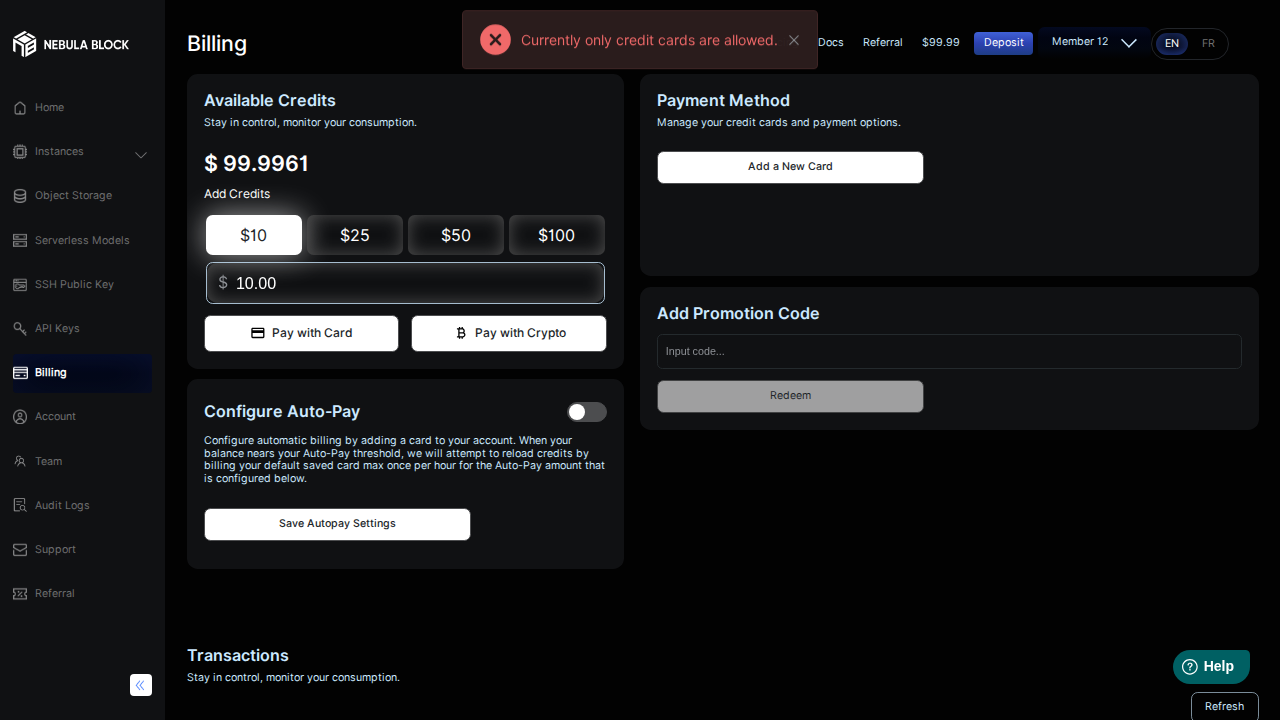 NEBULA BLOCK
Home
Instances
Object Storage
Serverless Models
SSH Public Key
API Keys
Billing
Account
Team
Audit Logs
Support
Referral
Billing
Currently only credit cards are allowed.
Docs
Referral
$99.99
Deposit
Member 12
EN
FR
Available Credits
Stay in control, monitor your consumption.
$ 99.9961
Add Credits
$10
$25
$50
$100
$ 10.00
Pay with Card
Pay with Crypto
Configure Auto-Pay
Configure automatic billing by adding a card to your account. When your
balance nears your Auto-Pay threshold, we will attempt to reload credits by
billing your default saved card max once per hour for the Auto-Pay amount that
is configured below.
Save Autopay Settings
Payment Method
Manage your credit cards and payment options.
Add a New Card
Add Promotion Code
Input code...
Redeem
Transactions
Stay in control, monitor your consumption.
Help
Refresh